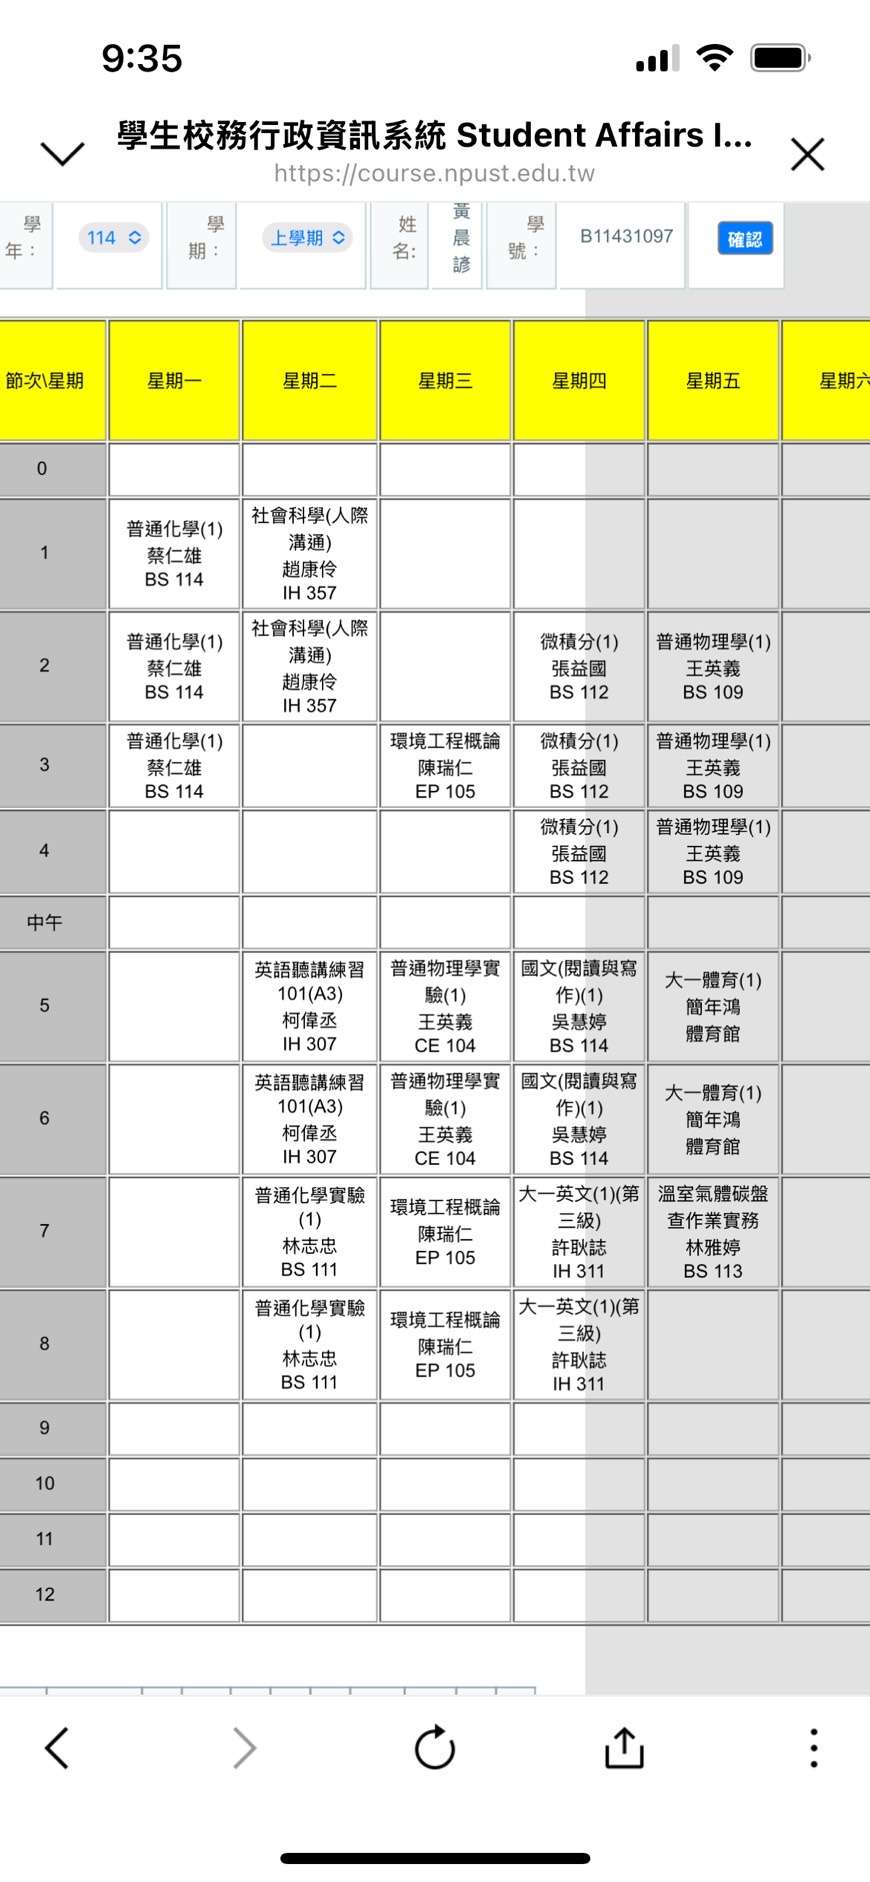 9:35
學生校務行政資訊系統 Student Affairs I...
https://course.npust.edu.tw
學年：
114
學期：
上學期
姓名:
黃晨諺
學號：
B11431097
確認
節次\星期 星期一 星期二 星期三 星期四 星期五 星期六
0
1
普通化學(1)
蔡仁雄
BS 114
社會科學(人際
溝通)
趙康伶
IH 357
2
普通化學(1)
蔡仁雄
BS 114
社會科學(人際
溝通)
趙康伶
IH 357
微積分(1)
張益國
BS 112
普通物理學(1)
王英義
BS 109
3
普通化學(1)
蔡仁雄
BS 114
環境工程概論
陳瑞仁
EP 105
微積分(1)
張益國
BS 112
普通物理學(1)
王英義
BS 109
4
微積分(1)
張益國
BS 112
普通物理學(1)
王英義
BS 109
中午
5
英語聽講練習
101(A3)
柯偉丞
IH 307
普通物理學實
驗(1)
王英義
CE 104
國文(閱讀與寫
作)(1)
吳慧婷
BS 114
大一體育(1)
簡年鴻
體育館
6
英語聽講練習
101(A3)
柯偉丞
IH 307
普通物理學實
驗(1)
王英義
CE 104
國文(閱讀與寫
作)(1)
吳慧婷
BS 114
大一體育(1)
簡年鴻
體育館
7
普通化學實驗
(1)
林志忠
BS 111
環境工程概論
陳瑞仁
EP 105
大一英文(1)(第
三級)
許耿誌
IH 311
溫室氣體碳盤
查作業實務
林雅婷
BS 113
8
普通化學實驗
(1)
林志忠
BS 111
環境工程概論
陳瑞仁
EP 105
大一英文(1)(第
三級)
許耿誌
IH 311
9
10
11
12